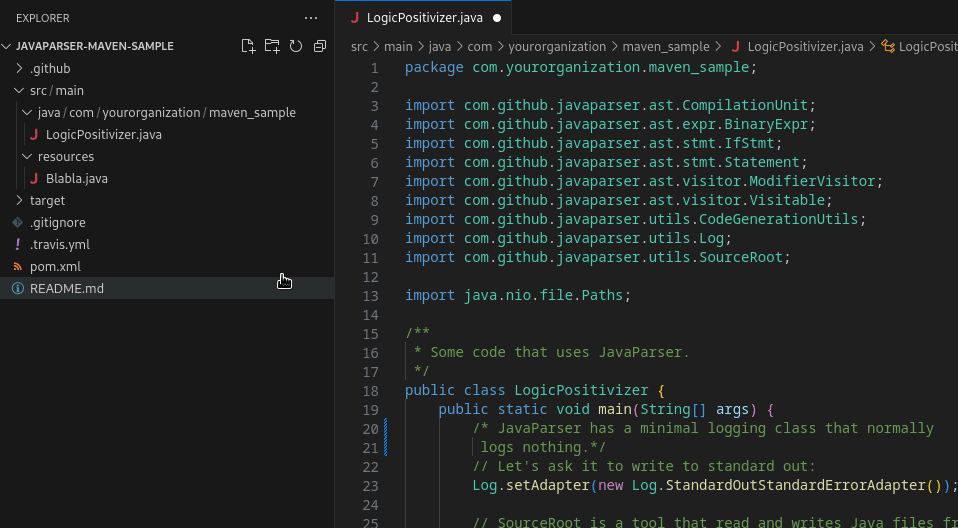 EXPLORER
JAVAPARSER-MAVEN-SAMPLE
.github
src / main
java / com / yourorganization / maven_sample
LogicPositivizer.java
resources
Blabla.java
target
.gitignore
.travis.yml
pom.xml
README.md
LogicPositivizer.java
src > main > java > com > yourorganization > maven_sample > LogicPositivizer.java > LogicPosit
1 package com.yourorganization.maven_sample;
2
3 import com.github.javaparser.ast.CompilationUnit;
4 import com.github.javaparser.ast.expr.BinaryExpr;
5 import com.github.javaparser.ast.stmt.IfStmt;
6 import com.github.javaparser.ast.stmt.Statement;
7 import com.github.javaparser.ast.visitor.ModifierVisitor;
8 import com.github.javaparser.ast.visitor.Visitable;
9 import com.github.javaparser.utils.CodeGenerationUtils;
10 import com.github.javaparser.utils.Log;
11 import com.github.javaparser.utils.SourceRoot;
12
13 import java.nio.file.Paths;
14
15 /**
16 * Some code that uses JavaParser.
17 */
18 public class LogicPositivizer {
19 public static void main(String[] args) {
20 /* JavaParser has a minimal logging class that normally
21 logs nothing.*/
22 // Let's ask it to write to standard out:
23 Log.setAdapter(new Log.StandardOutStandardErrorAdapter());
24
25 // SourceRoot is a tool that read and writes Java files fr